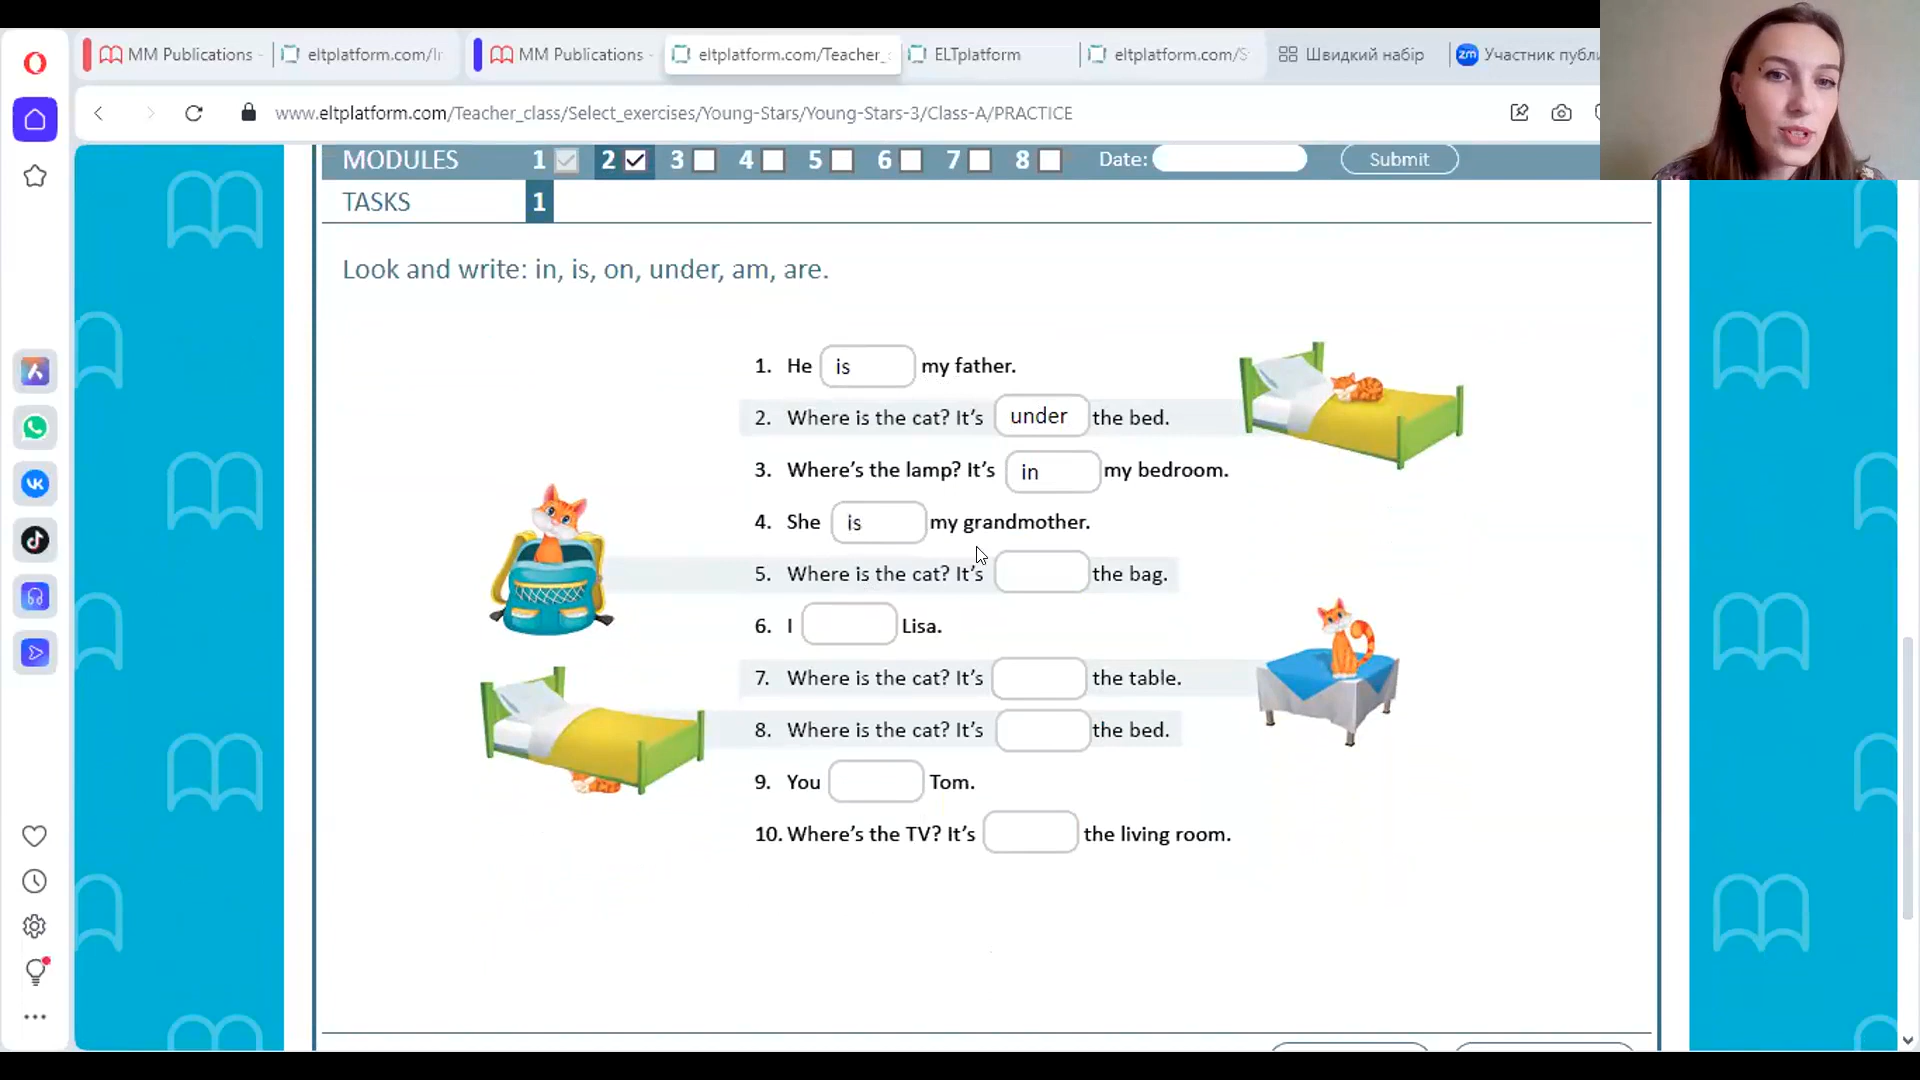 MM Publications -
eltplatform.com/Ir
MM Publications -
eltplatform.com/Teacher_
ELTplatform
eltplatform.com/S
Швидкий набір
zm Участник публи
www.eltplatform.com/Teacher_class/Select_exercises/Young-Stars/Young-Stars-3/Class-A/PRACTICE
MODULES 1 2 3 4 5 6 7 8 Date: Submit
TASKS 1
Look and write: in, is, on, under, am, are.
1. He is my father.
2. Where is the cat? It's under the bed.
3. Where's the lamp? It's in my bedroom.
4. She is my grandmother.
5. Where is the cat? It's the bag.
6. I Lisa.
7. Where is the cat? It's the table.
8. Where is the cat? It's the bed.
9. You Tom.
10. Where's the TV? It's the living room.